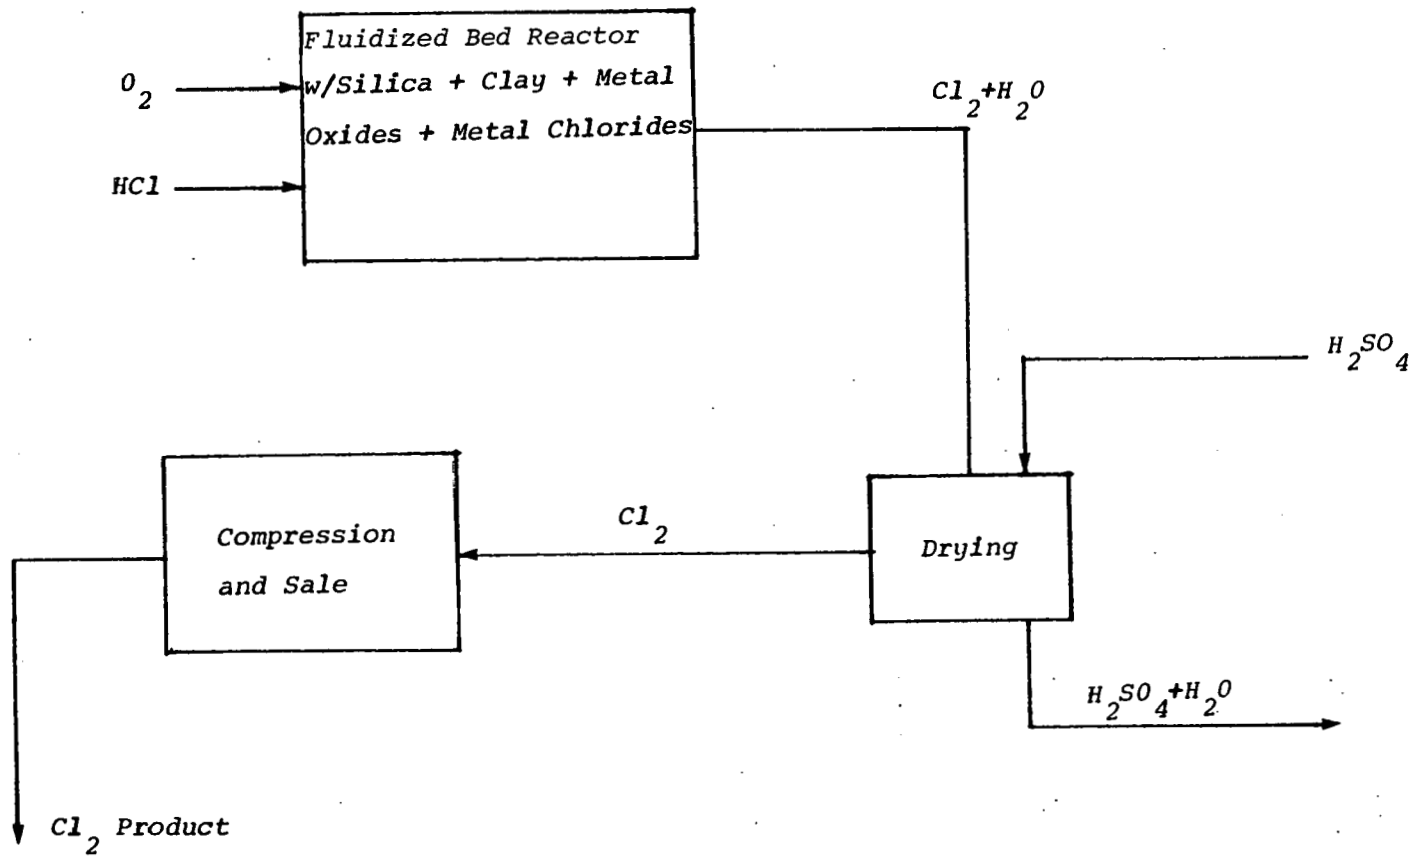 Fluidized Bed Reactor
w/Silica + Clay + Metal
Oxides + Metal Chlorides
O2
HCl
Cl2+H2O
H2SO4
Drying
Cl2
Compression
and Sale
H2SO4+H2O
Cl2 Product